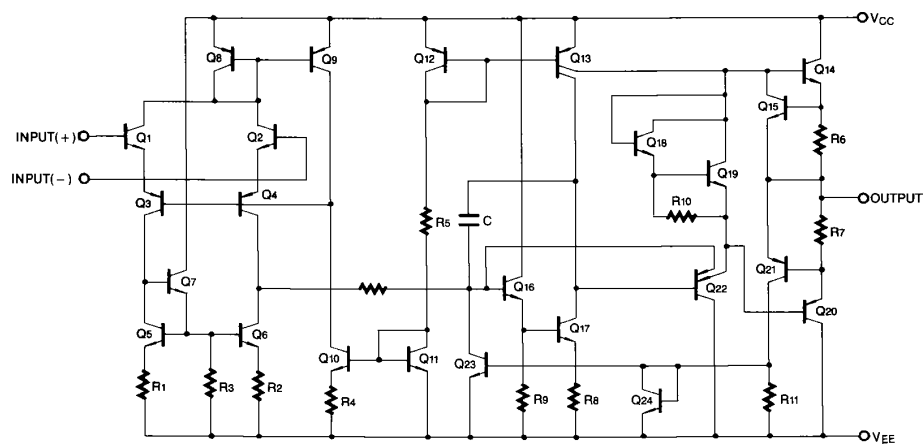 VCC
Q8
Q9
Q12
Q13
Q14
Q15
INPUT(+)
Q1
Q2
Q18
R6
INPUT(−)
Q19
Q3
Q4
R10
OUTPUT
R5
C
R7
Q7
Q16
Q22
Q21
Q20
Q5
Q6
Q17
Q10
Q11
Q23
R1
R3
R2
R4
R9
R8
Q24
R11
VEE